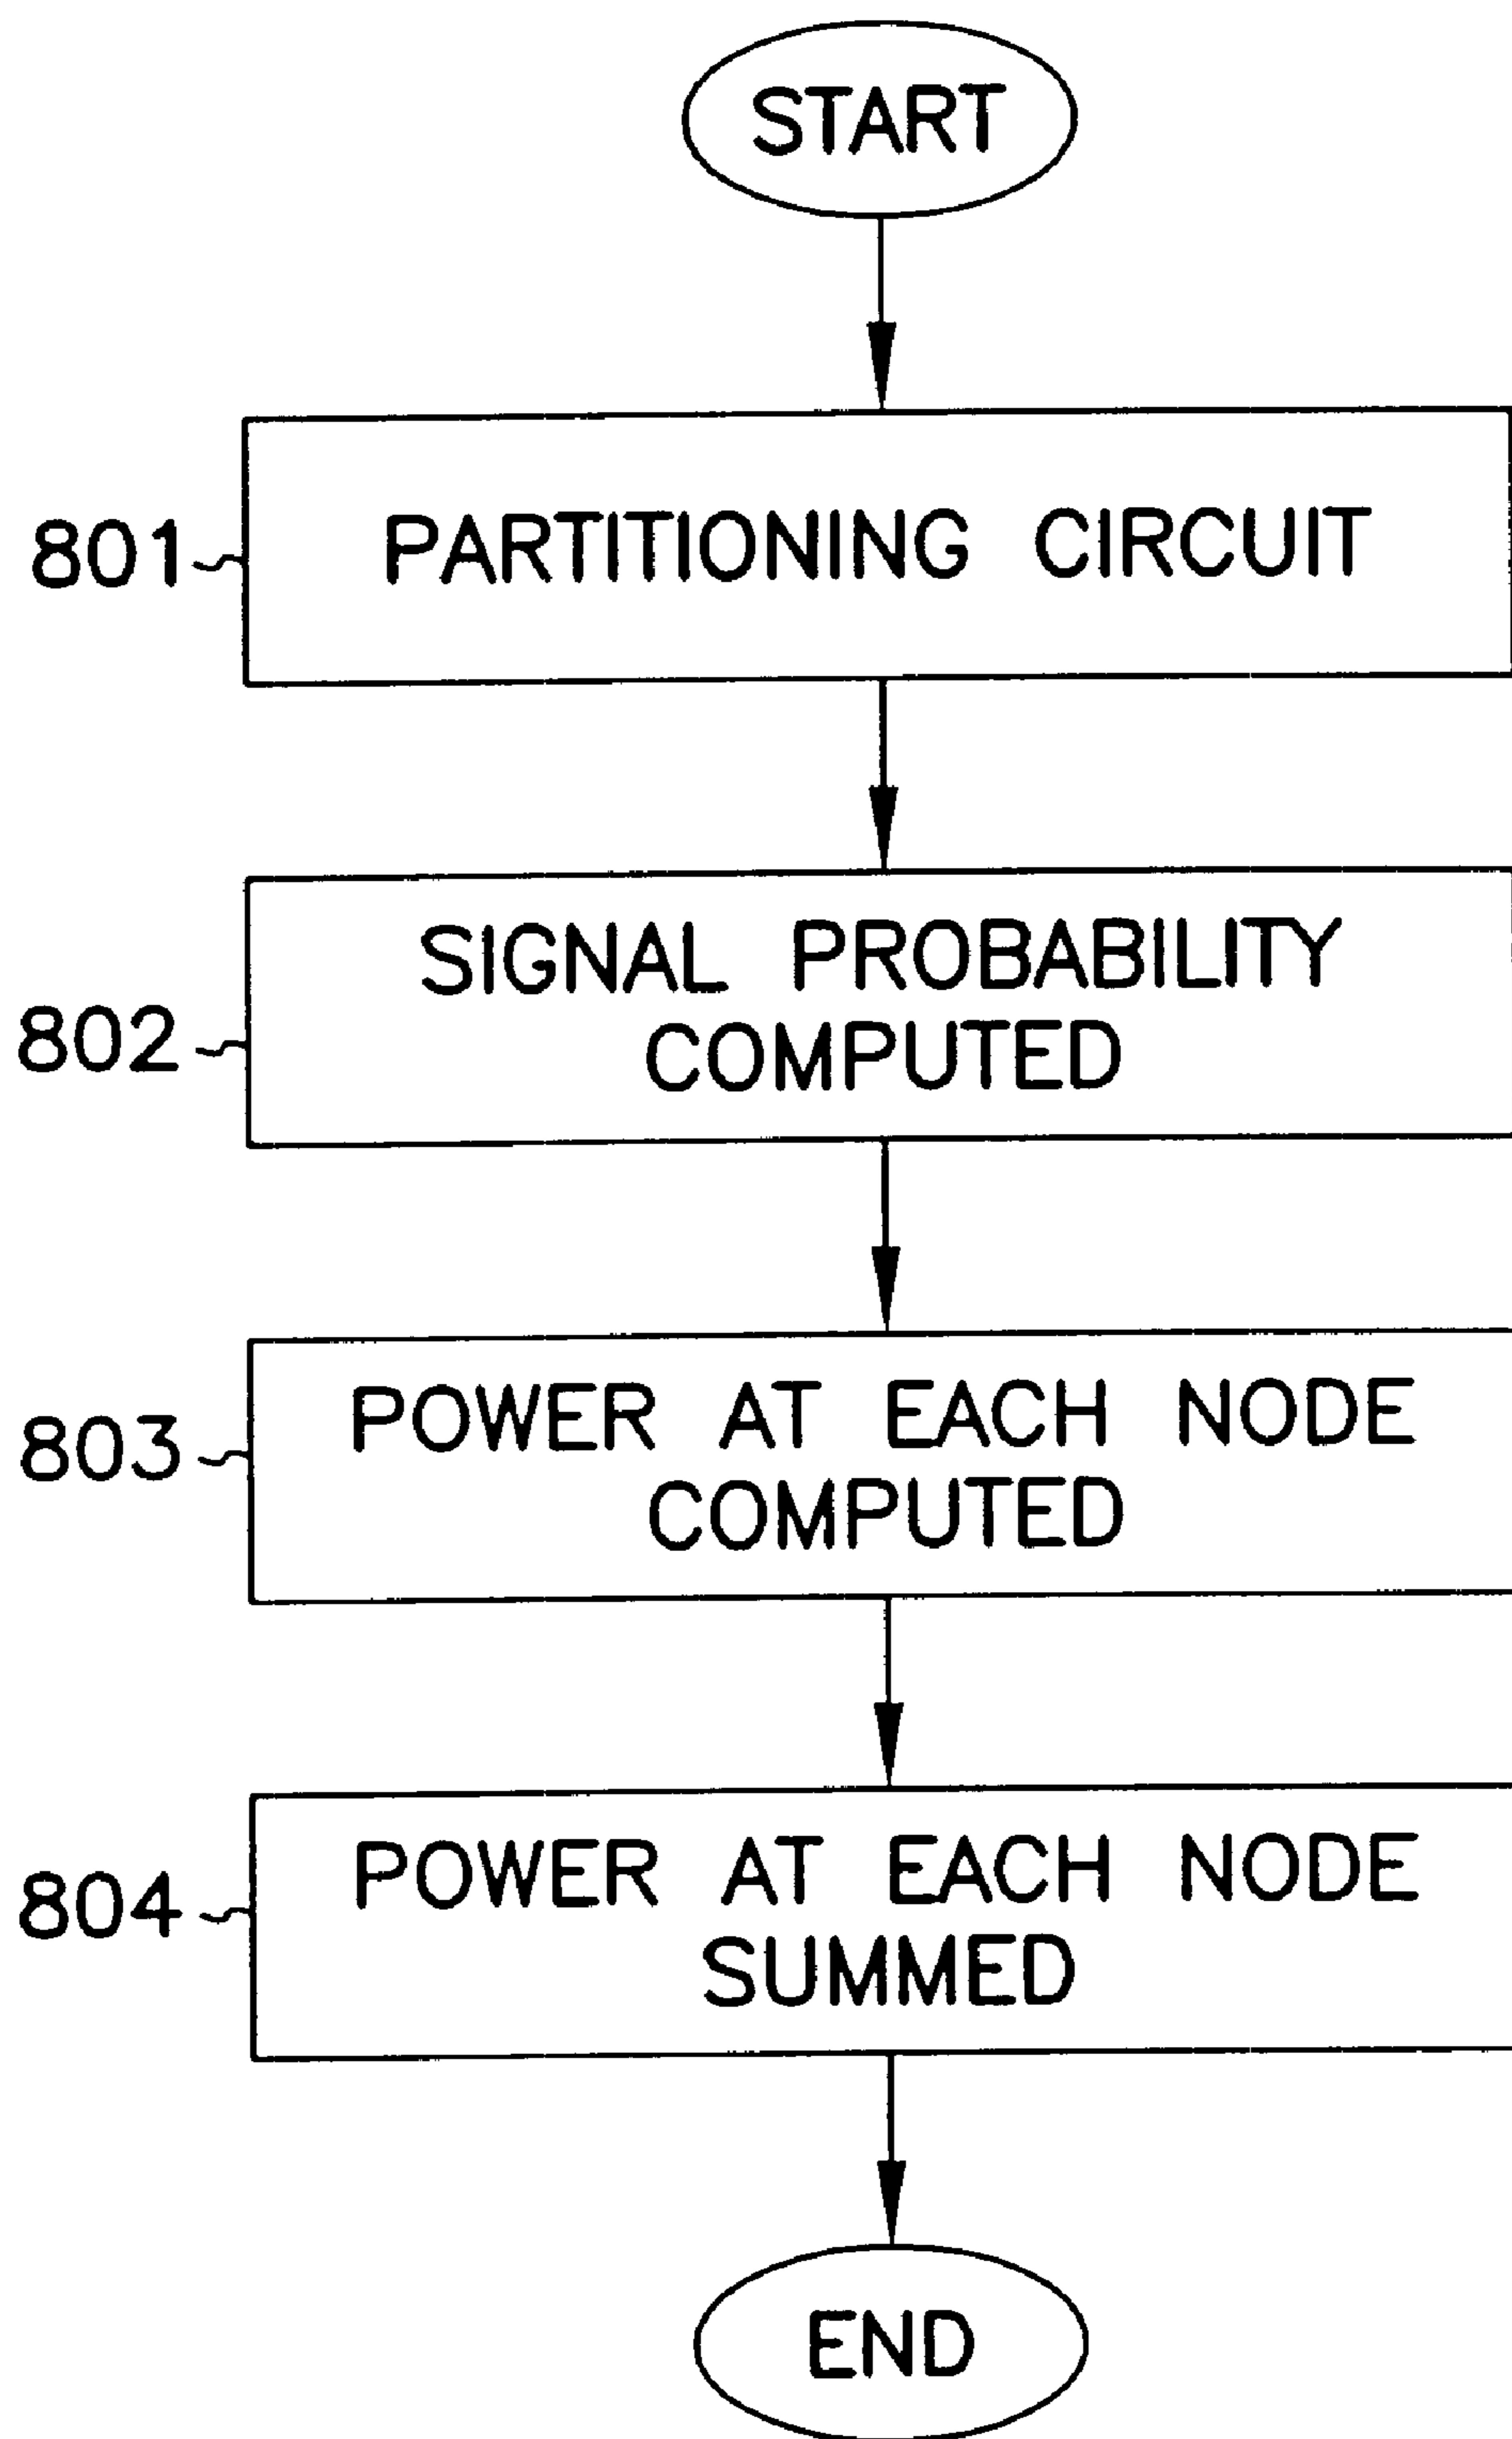 START
801
PARTITIONING CIRCUIT
802
SIGNAL PROBABILITY
COMPUTED
803
POWER AT EACH NODE
COMPUTED
804
POWER AT EACH NODE
SUMMED
END